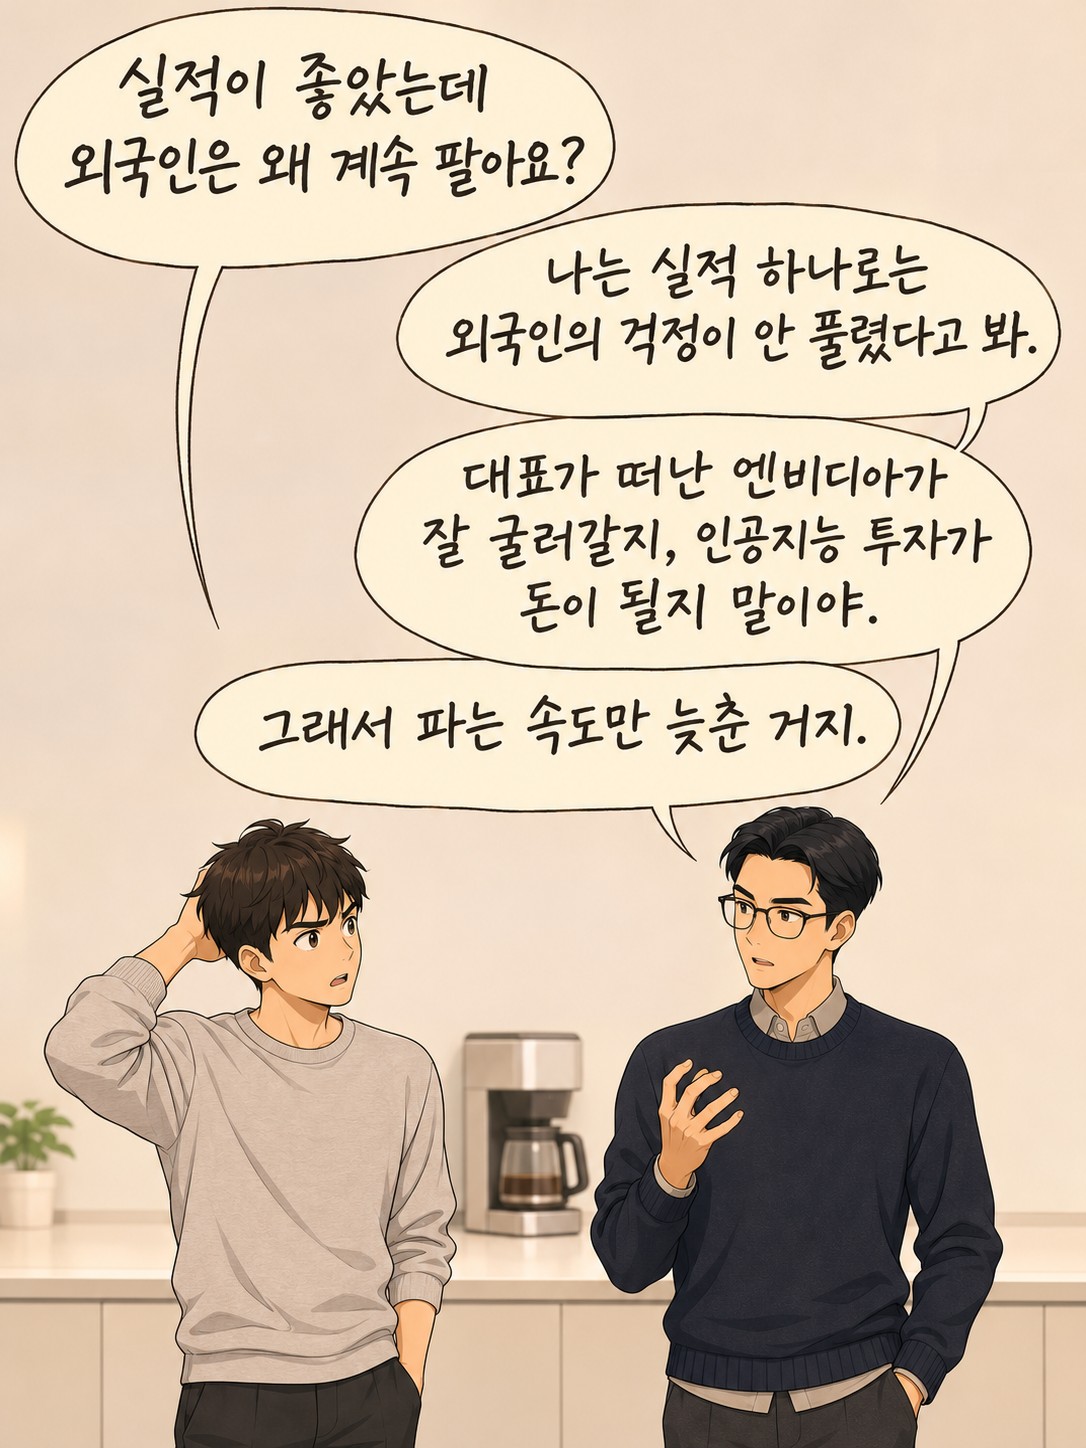 실적이 좋았는데
외국인은 왜 계속 팔아요?
나는 실적 하나로는
외국인의 걱정이 안 풀렸다고 봐.
대표가 떠난 엔비디아가
잘 굴러갈지, 인공지능 투자가
돈이 될지 말이야.
그래서 파는 속도만 늦춘 거지.